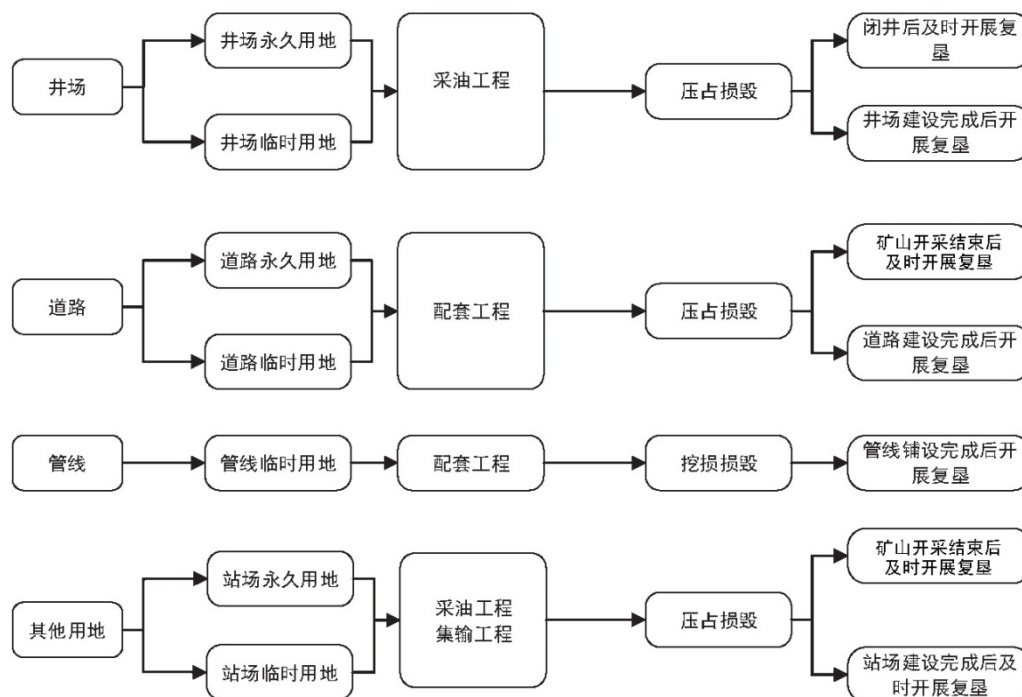 井场
井场永久用地
井场临时用地
采油工程
压占损毁
闭井后及时开展复
垦
井场建设完成后开
展复垦
道路
道路永久用地
道路临时用地
配套工程
压占损毁
矿山开采结束后
及时开展复垦
道路建设完成后开
展复垦
管线
管线临时用地
配套工程
挖损损毁
管线铺设完成后开
展复垦
其他用地
站场永久用地
站场临时用地
采油工程
集输工程
压占损毁
矿山开采结束后
及时开展复垦
站场建设完成后及
时开展复垦